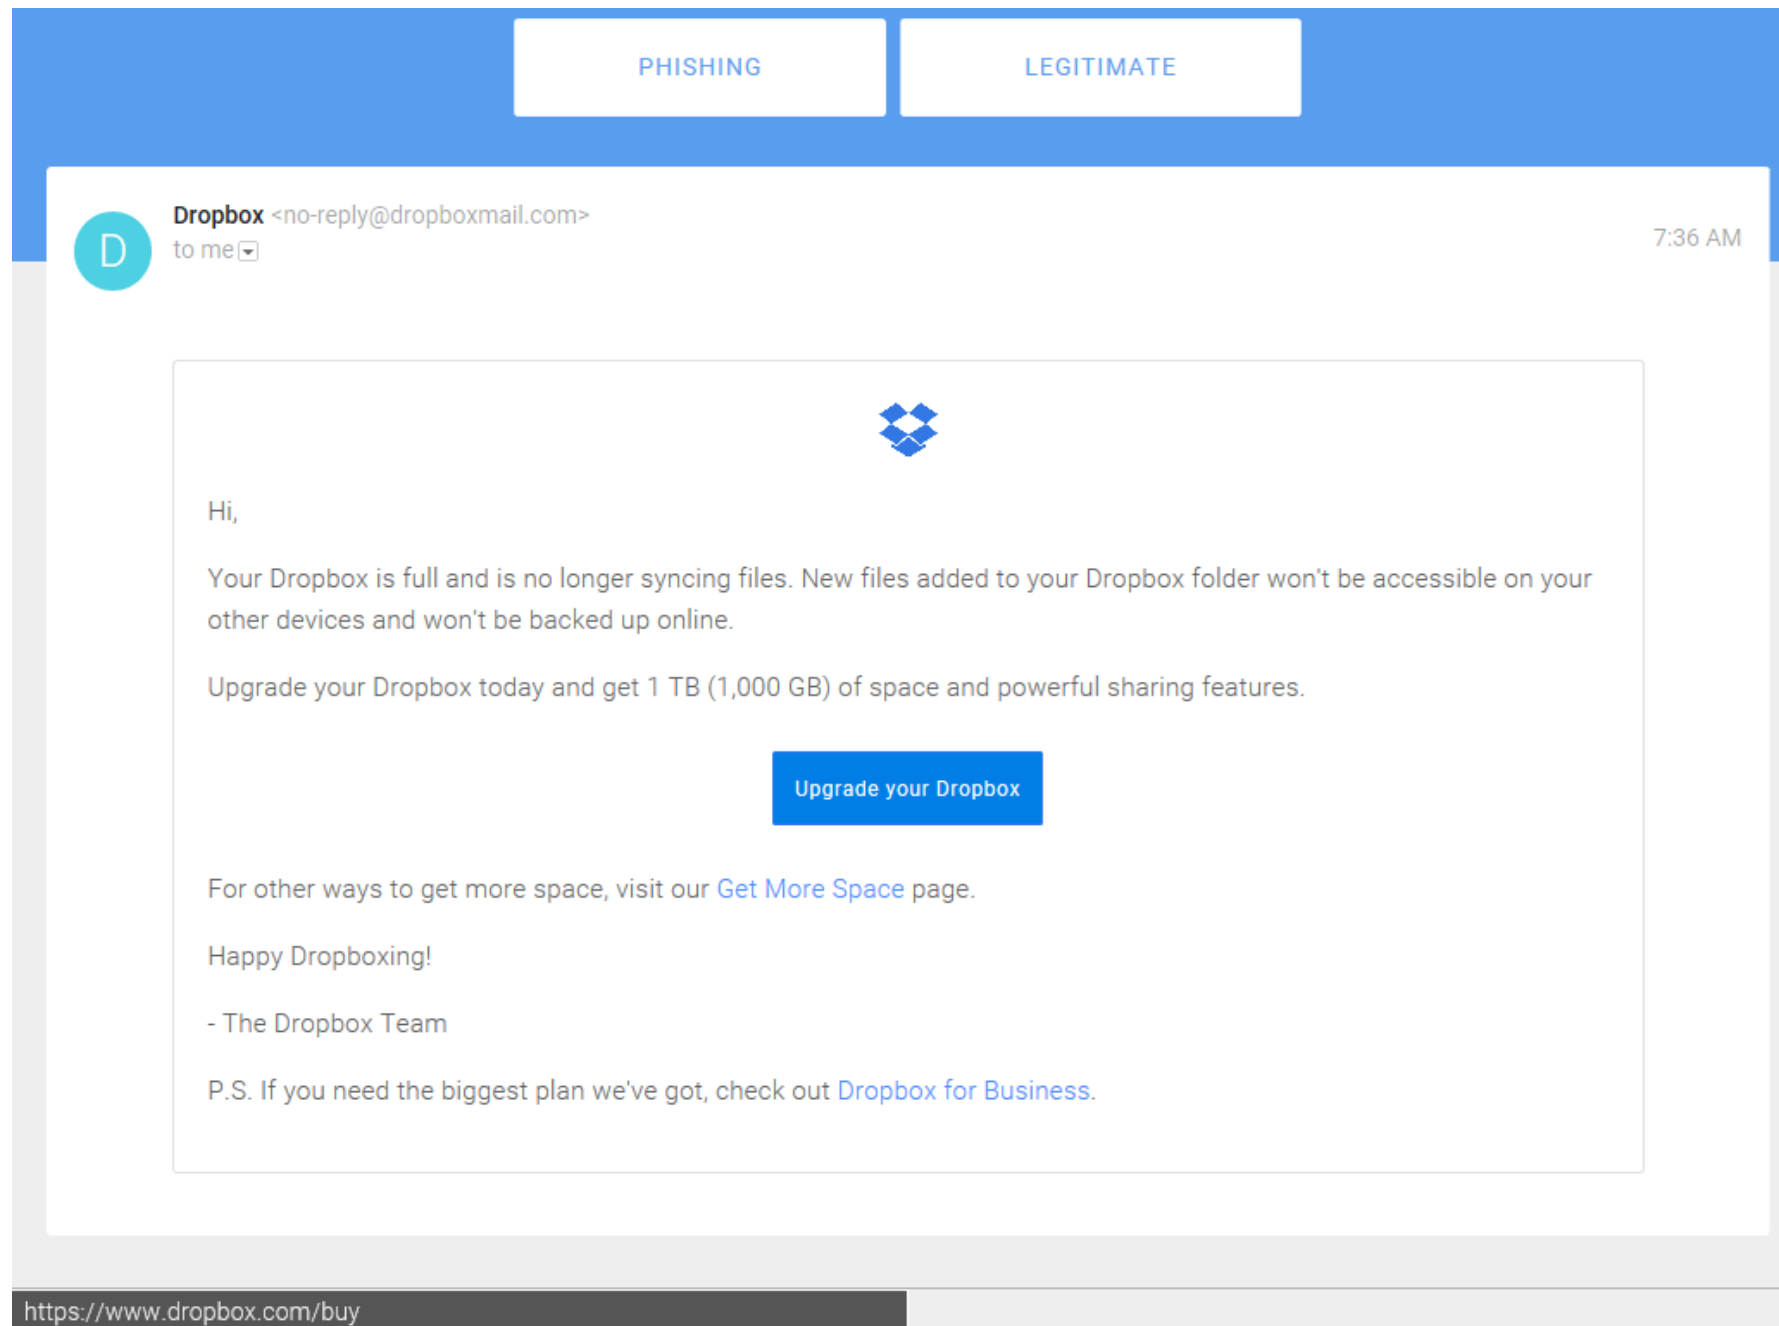 PHISHING LEGITIMATE
Dropbox <no-reply@dropboxmail.com>
to me
7:36 AM
D
Hi,
Your Dropbox is full and is no longer syncing files. New files added to your Dropbox folder won't be accessible on your
other devices and won't be backed up online.
Upgrade your Dropbox today and get 1 TB (1,000 GB) of space and powerful sharing features.
Upgrade your Dropbox
For other ways to get more space, visit our Get More Space page.
Happy Dropboxing!
- The Dropbox Team
P.S. If you need the biggest plan we've got, check out Dropbox for Business.
https://www.dropbox.com/buy